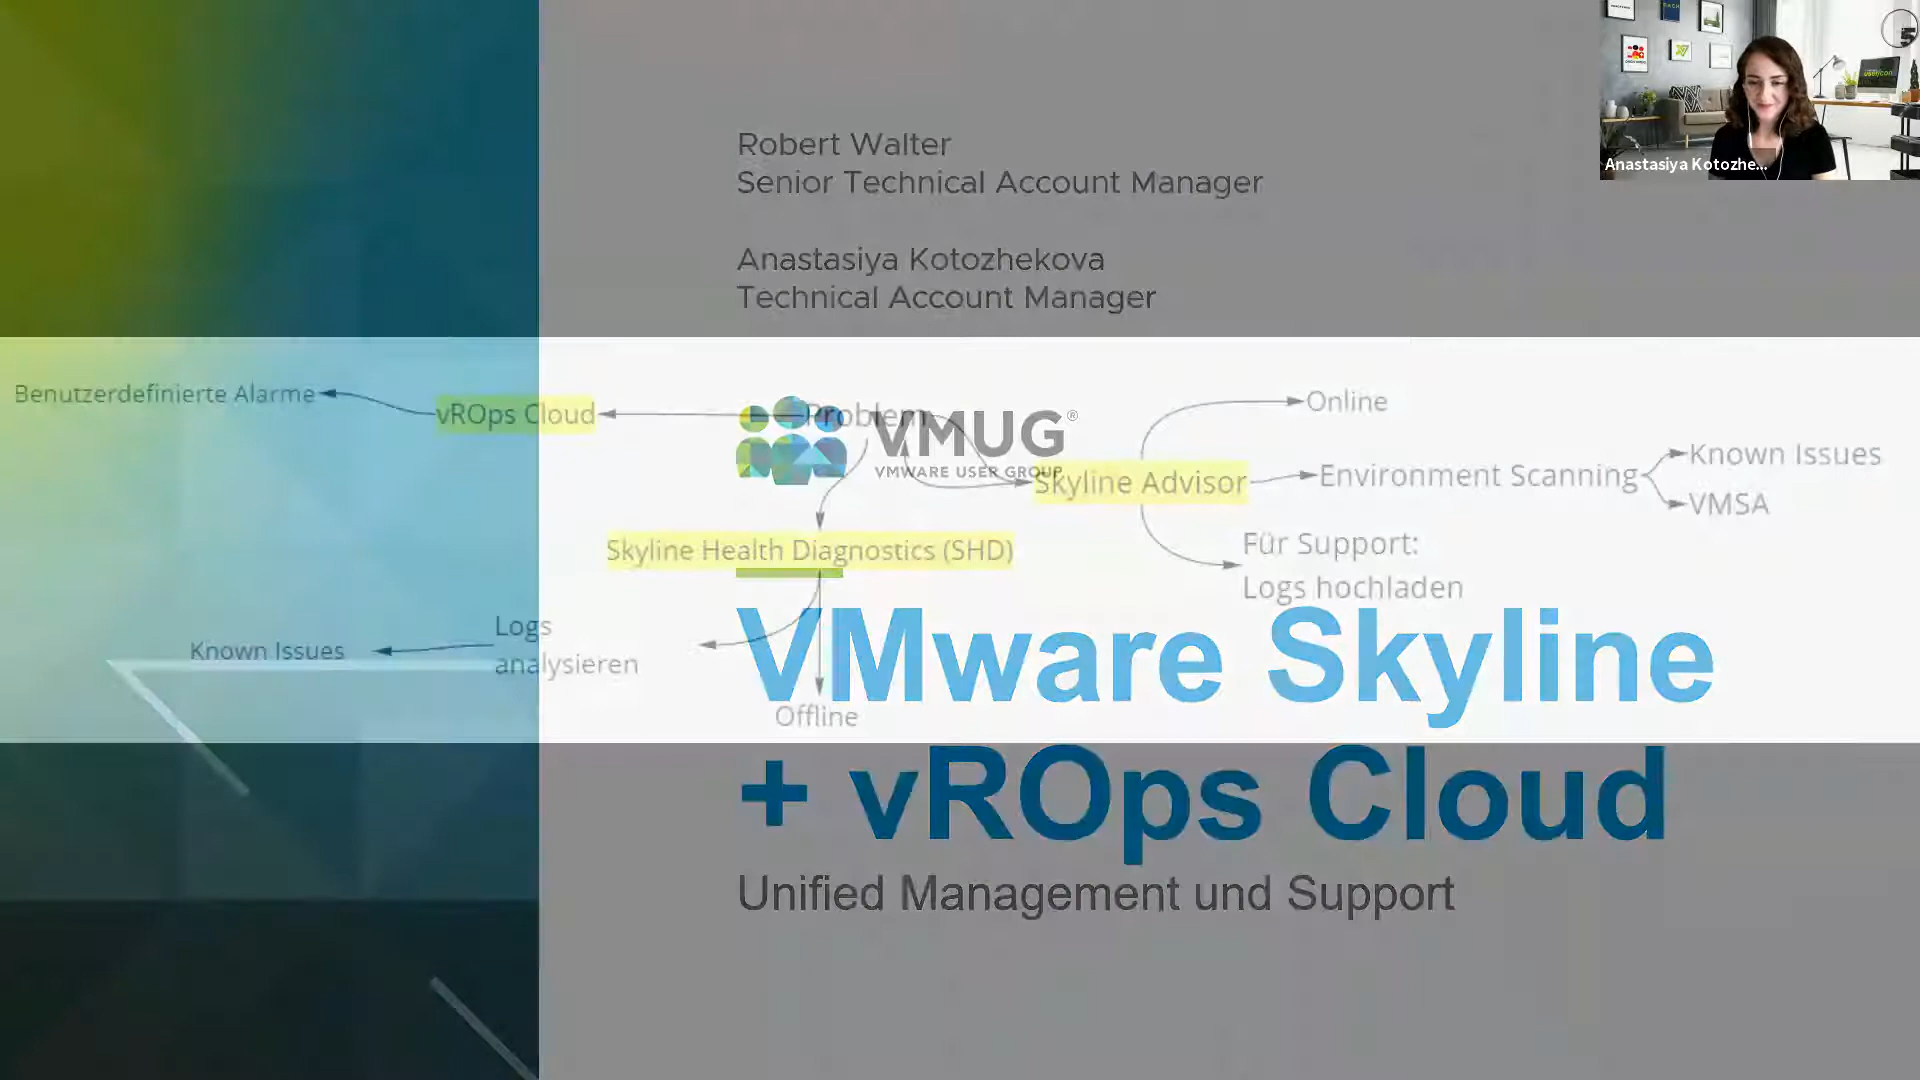 Robert Walter
Senior Technical Account Manager
Anastasiya Kotozhekova
Technical Account Manager
Anastasiya Kotozhe...
Benutzerdefinierte Alarme
vROps Cloud
Problem
VMUG®
VMWARE USER GROUP
Online
Skyline Advisor
Environment Scanning
Known Issues
VMSA
Skyline Health Diagnostics (SHD)
Für Support:
Logs hochladen
Known Issues
Logs
analysieren
Offline
VMware Skyline
+ vROps Cloud
Unified Management und Support